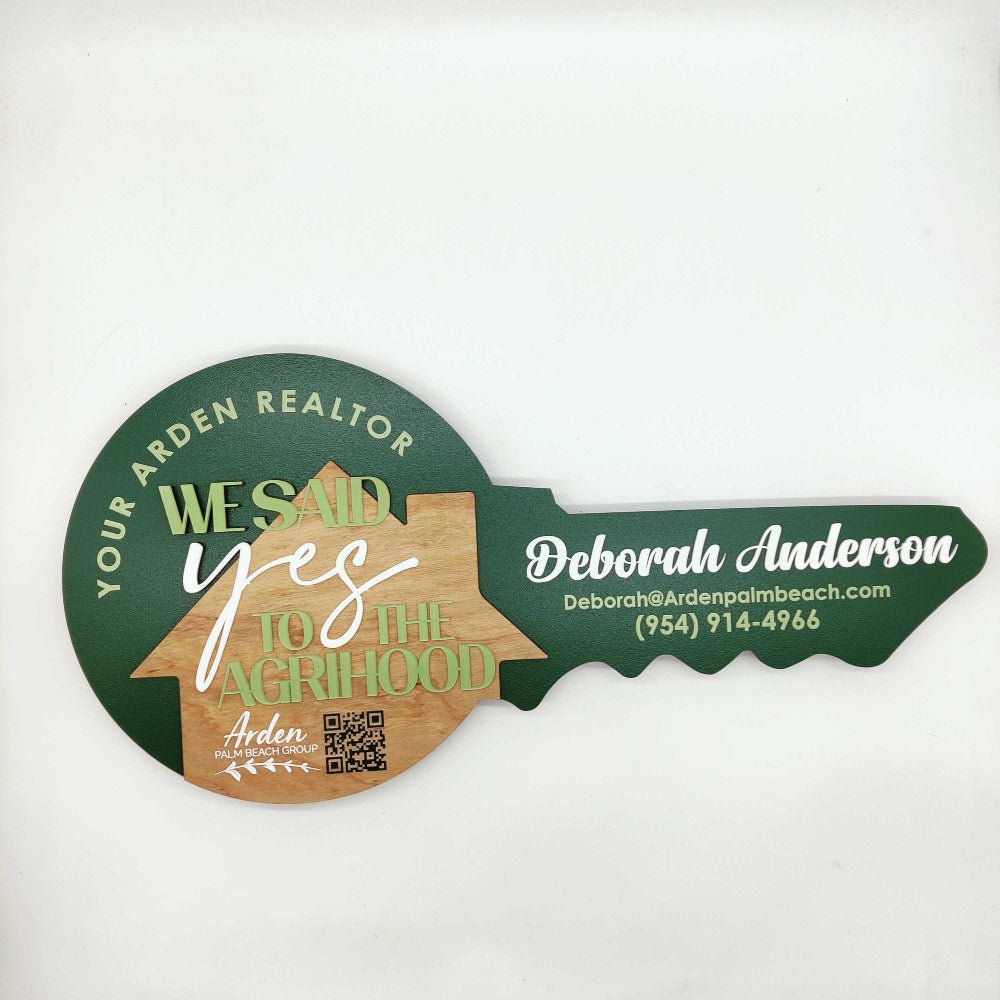 YOUR ARDEN REALTOR
WE SAID
yes
TO THE
AGRIHOOD
Arden
PALM BEACH GROUP
Deborah Anderson
Deborah@Ardenpalmbeach.com
(954) 914-4966